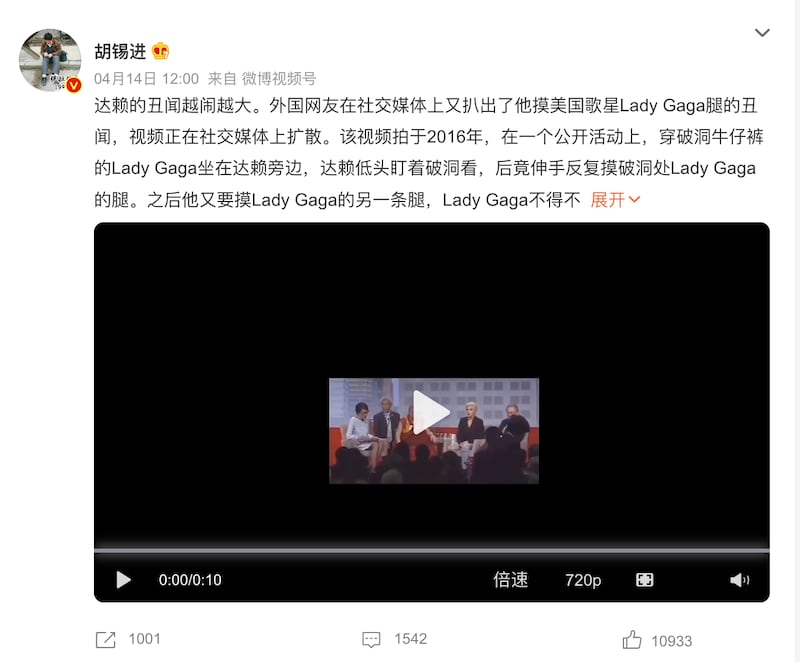 胡锡进
04月14日 12:00 来自 微博视频号
达赖的丑闻越闹越大。外国网友在社交媒体上又扒出了他摸美国歌星Lady Gaga腿的丑
闻，视频正在社交媒体上扩散。该视频拍于2016年，在一个公开活动上，穿破洞牛仔裤
的Lady Gaga坐在达赖旁边，达赖低头盯着破洞看，后竟伸手反复摸破洞处Lady Gaga
的腿。之后他又要摸Lady Gaga的另一条腿，Lady Gaga不得不 展开
0:00/0:10 倍速 720p
1001 1542 10933